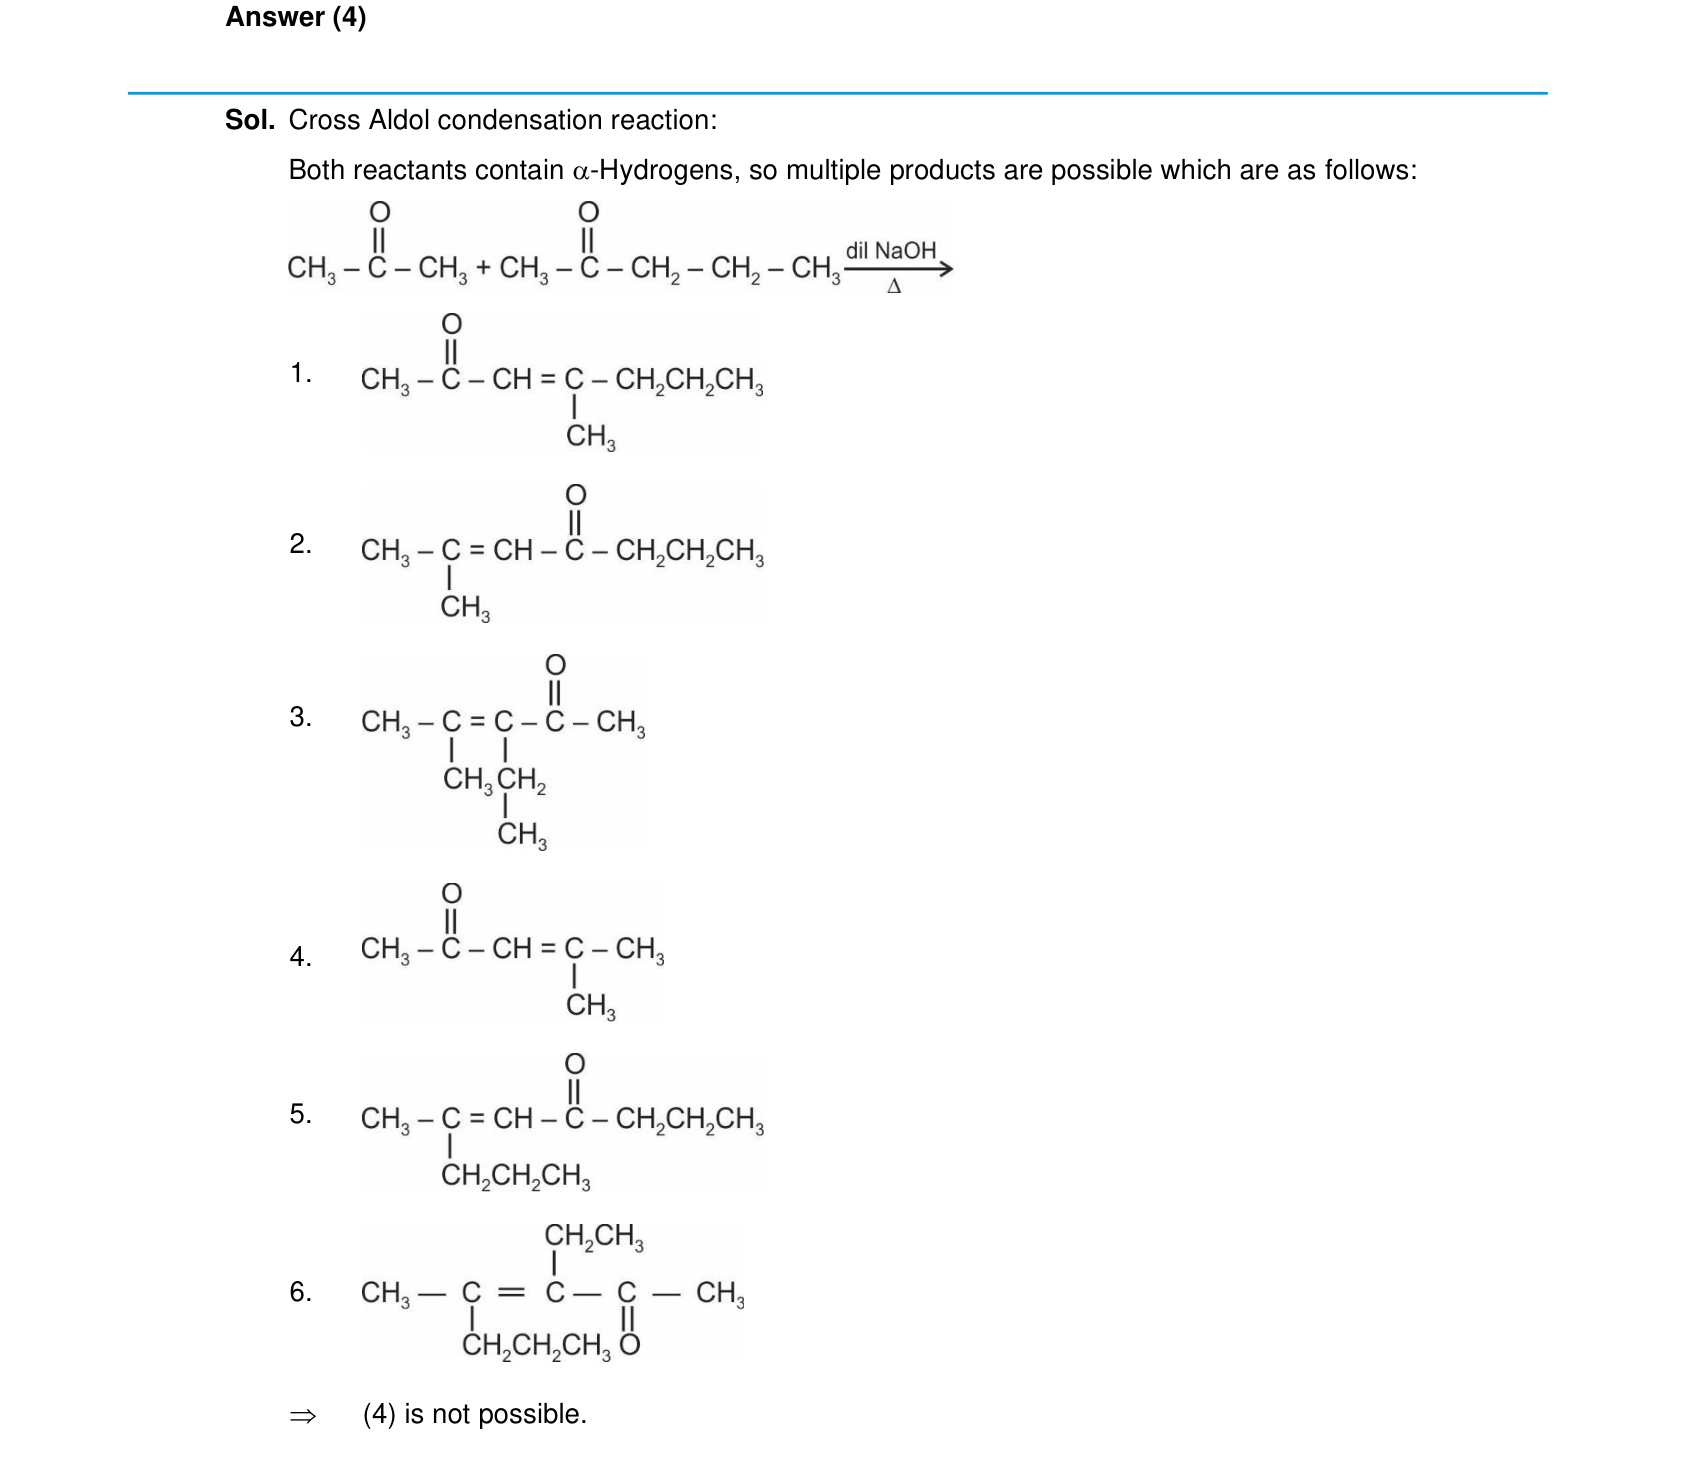 Answer (4)
Sol. Cross Aldol condensation reaction:
Both reactants contain α-Hydrogens, so multiple products are possible which are as follows:
O O
|| ||
CH₃ – C – CH₃ + CH₃ – C – CH₂ – CH₂ – CH₃ dil NaOH →
Δ
O
||
1. CH₃ – C – CH = C – CH₂CH₂CH₃
|
CH₃
O
||
2. CH₃ – C = CH – C – CH₂CH₂CH₃
|
CH₃
O
||
3. CH₃ – C = C – C – CH₃
| |
CH₃ CH₂
|
CH₃
O
||
4. CH₃ – C – CH = C – CH₃
|
CH₃
O
||
5. CH₃ – C = CH – C – CH₂CH₂CH₃
|
CH₂CH₂CH₃
CH₂CH₃
|
6. CH₃ — C = C — C — CH₃
| ||
CH₂CH₂CH₃ O
⇒ (4) is not possible.